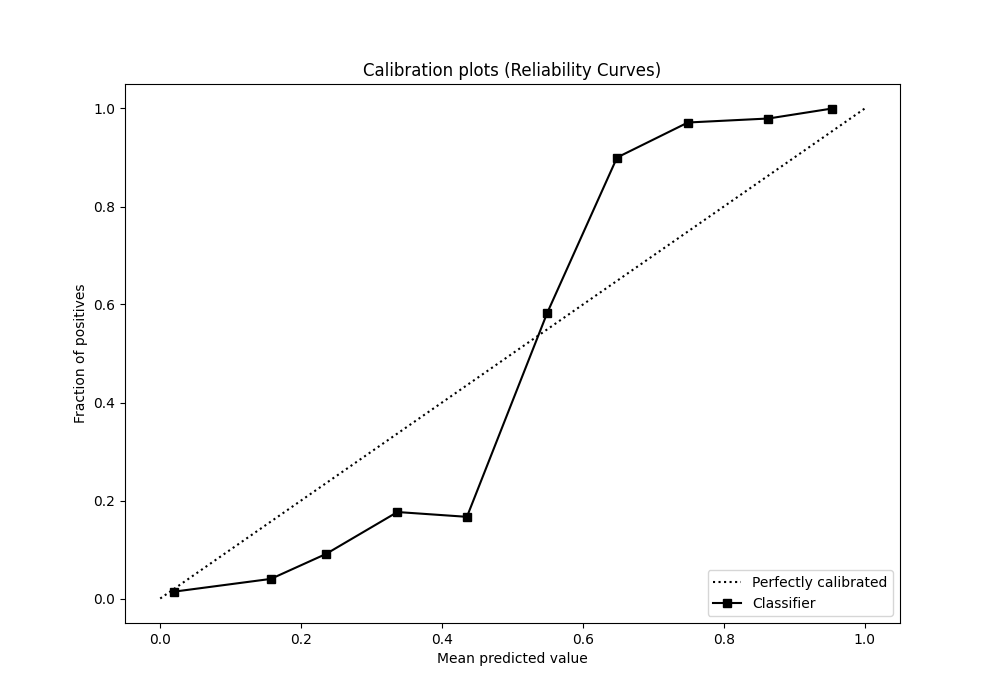 Calibration plots (Reliability Curves)
1.0
0.8
0.6
0.4
0.2
0.0
Fraction of positives
0.0 0.2 0.4 0.6 0.8 1.0
Mean predicted value
Perfectly calibrated
Classifier